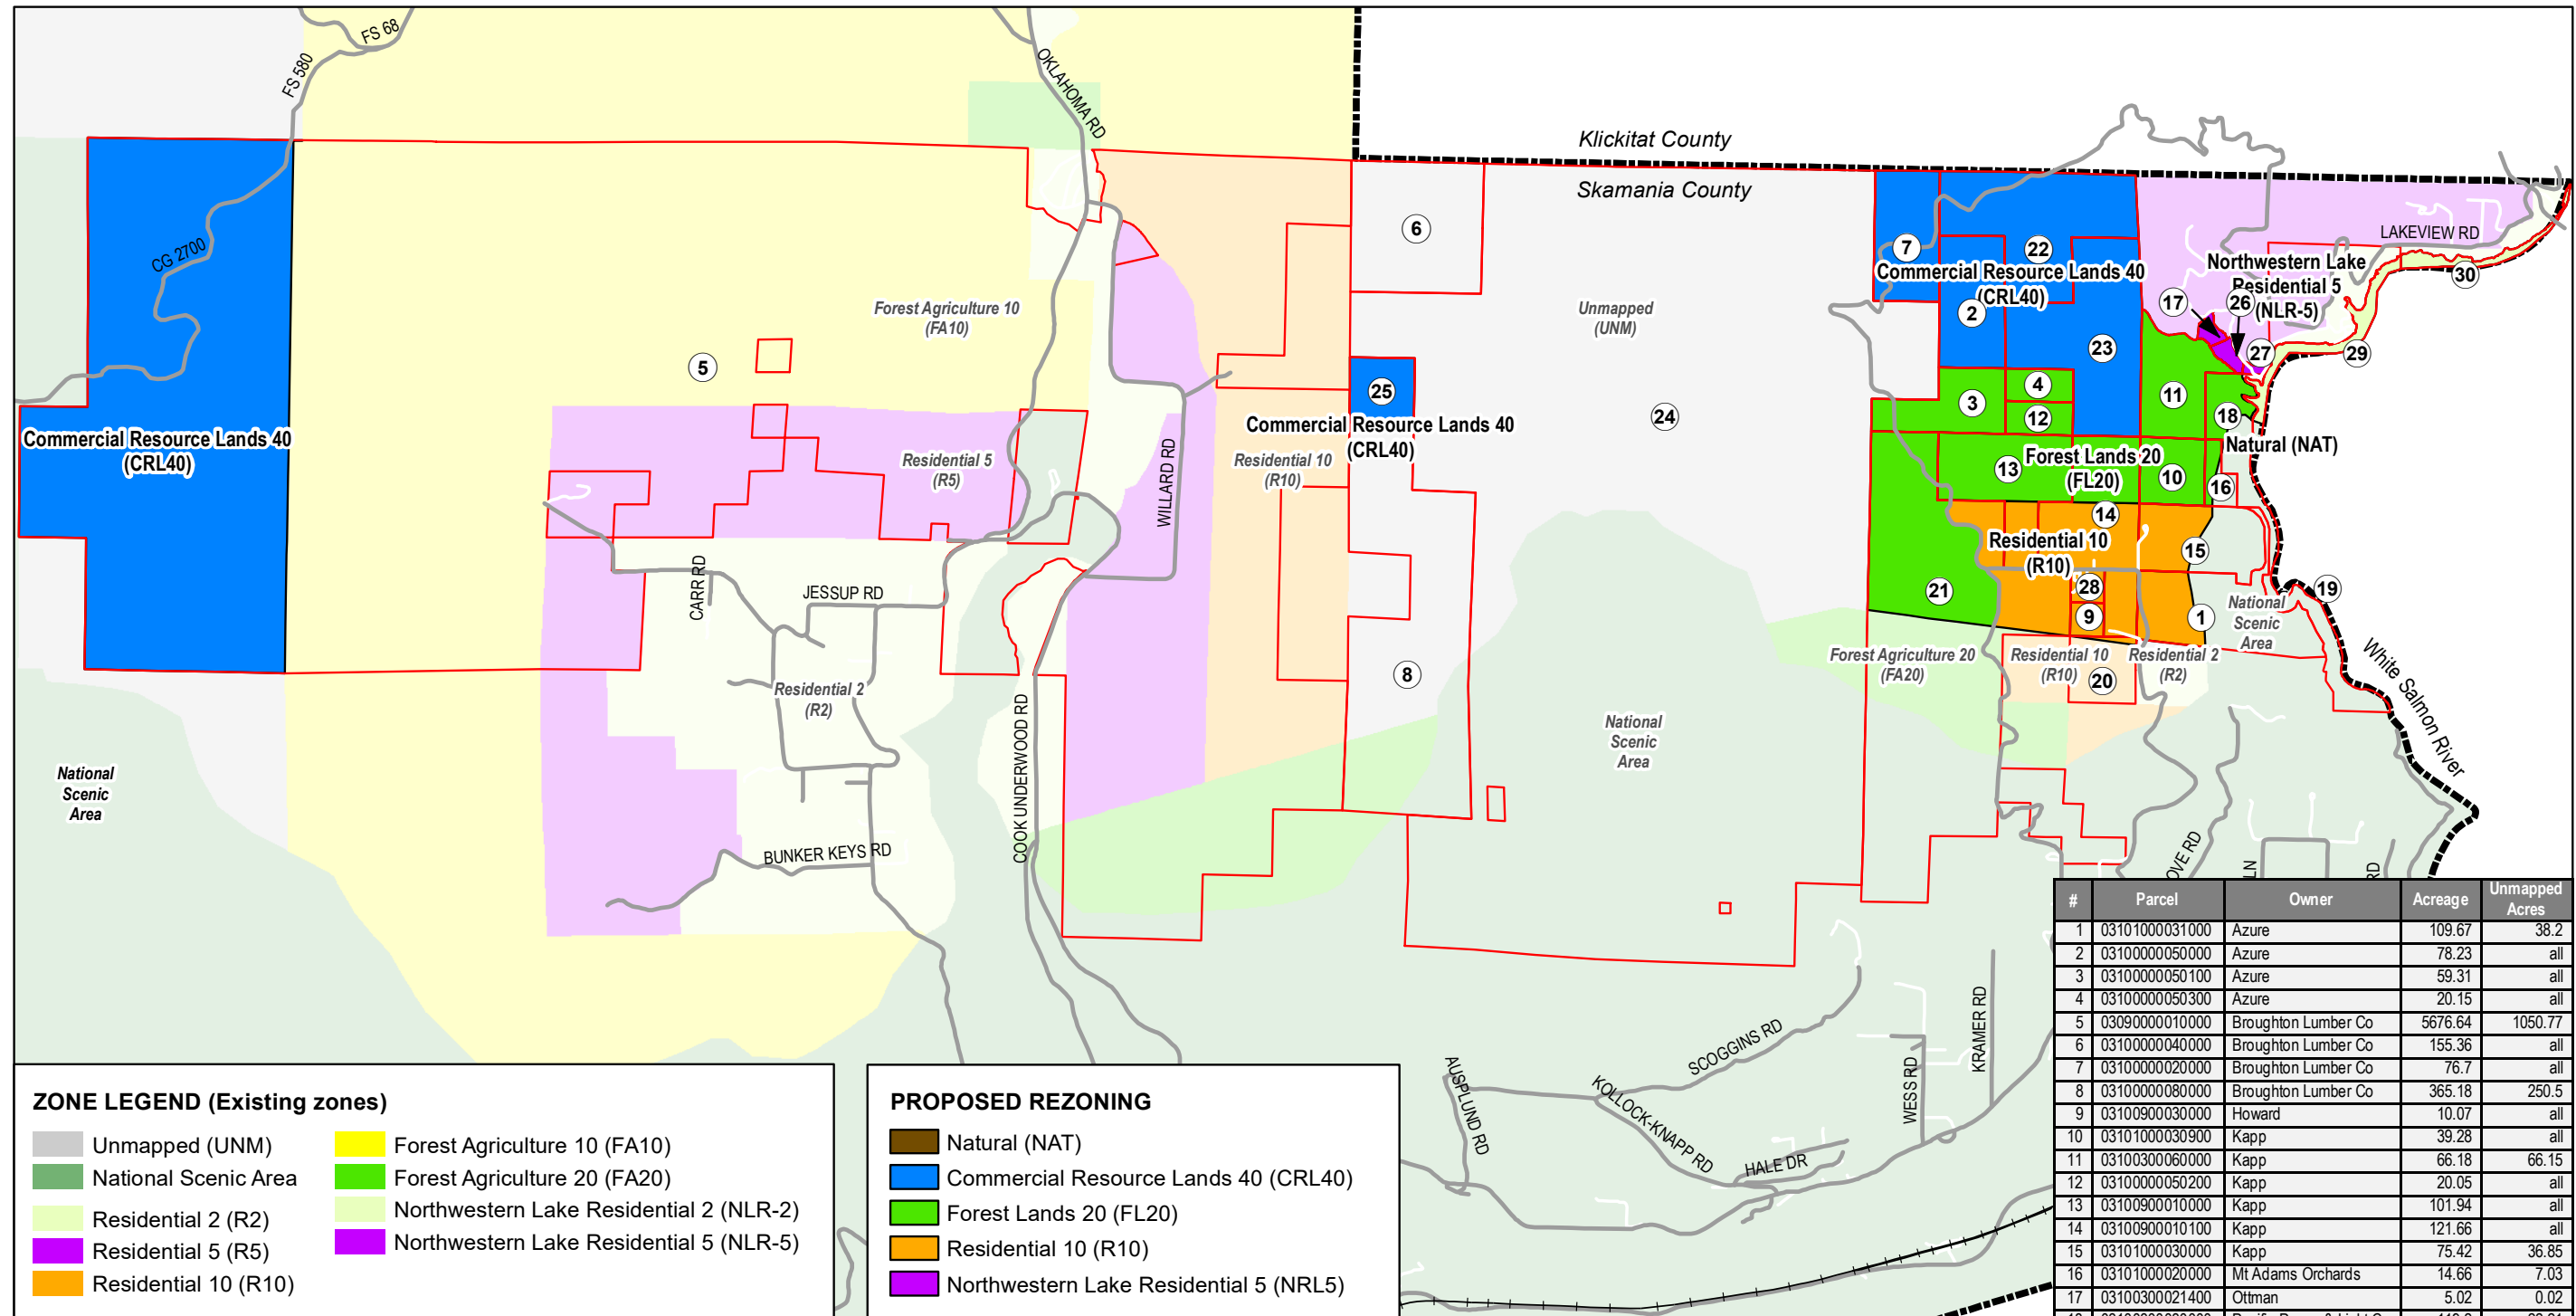 FS 68
FS 580
OKLAHOMA RD
Klickitat County
Skamania County
CG 2700
6
7
22
LAKEVIEW RD
Commercial Resource Lands 40
(CRL40)
Northwestern Lake
Residential 5
(NLR-5)
30
17
26
2
Forest Agriculture 10
(FA10)
Unmapped
(UNM)
23
27
29
5
25
4
11
3
12
18
24
Commercial Resource Lands 40
(CRL40)
Commercial Resource Lands 40
(CRL40)
Natural (NAT)
Residential 5
(R5)
Residential 10
(R10)
WILLARD RD
13
Forest Lands 20
(FL20)
10
16
14
Residential 10
(R10)
15
CARR RD
JESSUP RD
21
28
9
19
1
National
Scenic
Area
Residential 2
(R2)
8
Forest Agriculture 20
(FA20)
Residential 10
(R10)
Residential 2
(R2)
20
White Salmon River
National
Scenic
Area
National
Scenic
Area
COOK UNDERWOOD RD
BUNKER KEYS RD
OVE RD
LN
RD
SCOGGINS RD
KRAMER RD
WESS RD
AUSPLUND RD
KOLLOCK-KNAPP RD
HALE DR
ZONE LEGEND (Existing zones)
Unmapped (UNM)
National Scenic Area
Residential 2 (R2)
Residential 5 (R5)
Residential 10 (R10)
Forest Agriculture 10 (FA10)
Forest Agriculture 20 (FA20)
Northwestern Lake Residential 2 (NLR-2)
Northwestern Lake Residential 5 (NLR-5)
PROPOSED REZONING
Natural (NAT)
Commercial Resource Lands 40 (CRL40)
Forest Lands 20 (FL20)
Residential 10 (R10)
Northwestern Lake Residential 5 (NRL5)
# Parcel Owner Acreage Unmapped Acres
1 03101000031000 Azure 109.67 38.2
2 03100000050000 Azure 78.23 all
3 03100000050100 Azure 59.31 all
4 03100000050300 Azure 20.15 all
5 03090000010000 Broughton Lumber Co 5676.64 1050.77
6 03100000040000 Broughton Lumber Co 155.36 all
7 03100000020000 Broughton Lumber Co 76.7 all
8 03100000080000 Broughton Lumber Co 365.18 250.5
9 03100900030000 Howard 10.07 all
10 03101000030900 Kapp 39.28 all
11 03100300060000 Kapp 66.18 66.15
12 03100000050200 Kapp 20.05 all
13 03100900010000 Kapp 101.94 all
14 03100900010100 Kapp 121.66 all
15 03101000030000 Kapp 75.42 36.85
16 03101000020000 Mt Adams Orchards 14.66 7.03
17 03100300021400 Ottman 5.02 0.02